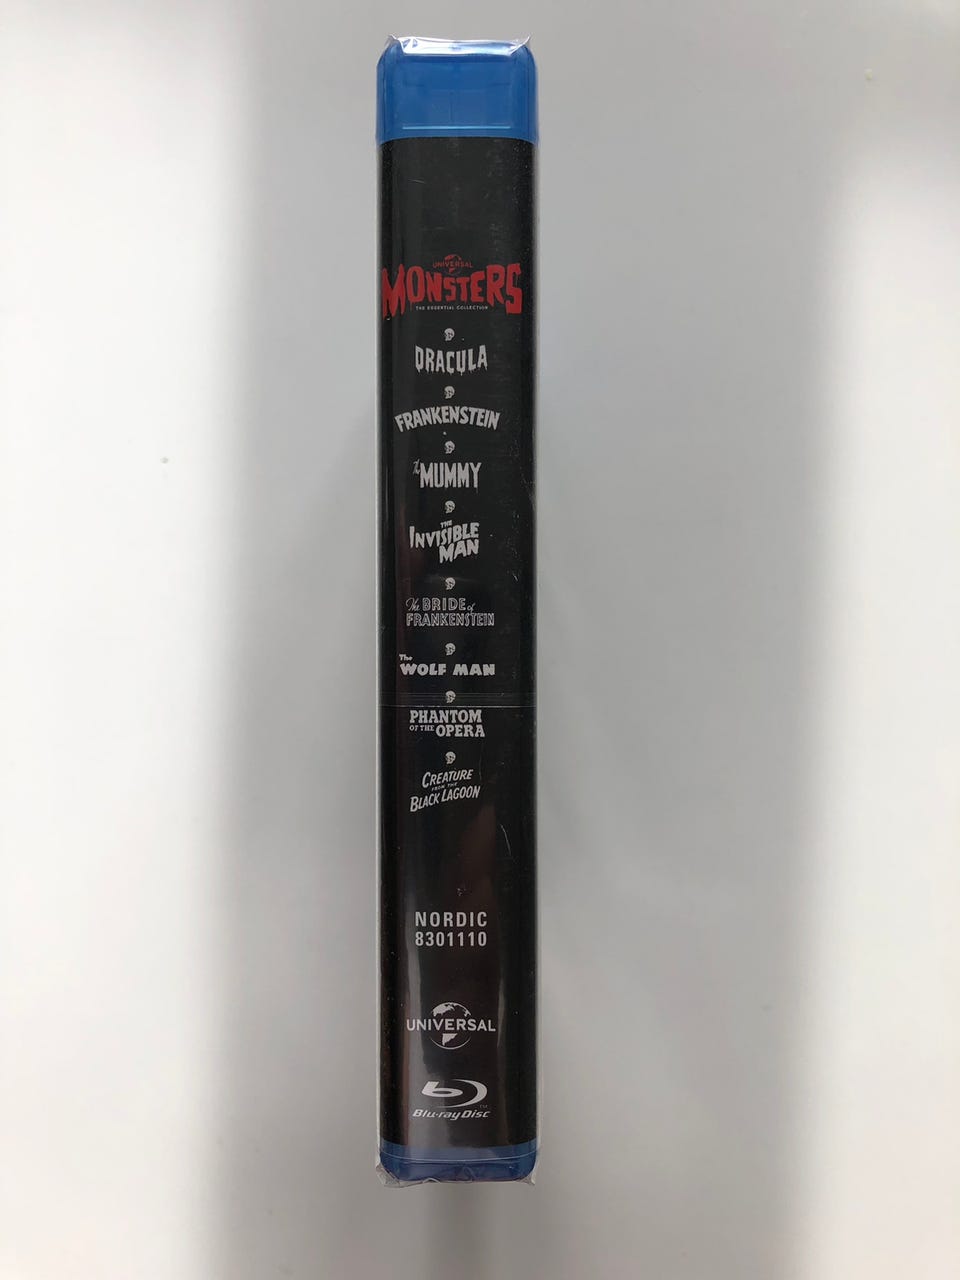 UNIVERSAL
MONSTERS
THE ESSENTIAL COLLECTION
DRACULA
FRANKENSTEIN
The MUMMY
THE
INVISIBLE
MAN
The BRIDE of
FRANKENSTEIN
The
WOLF MAN
PHANTOM
OF THE OPERA
CREATURE
FROM THE
BLACK LAGOON
NORDIC
8301110
UNIVERSAL
Blu-ray Disc™